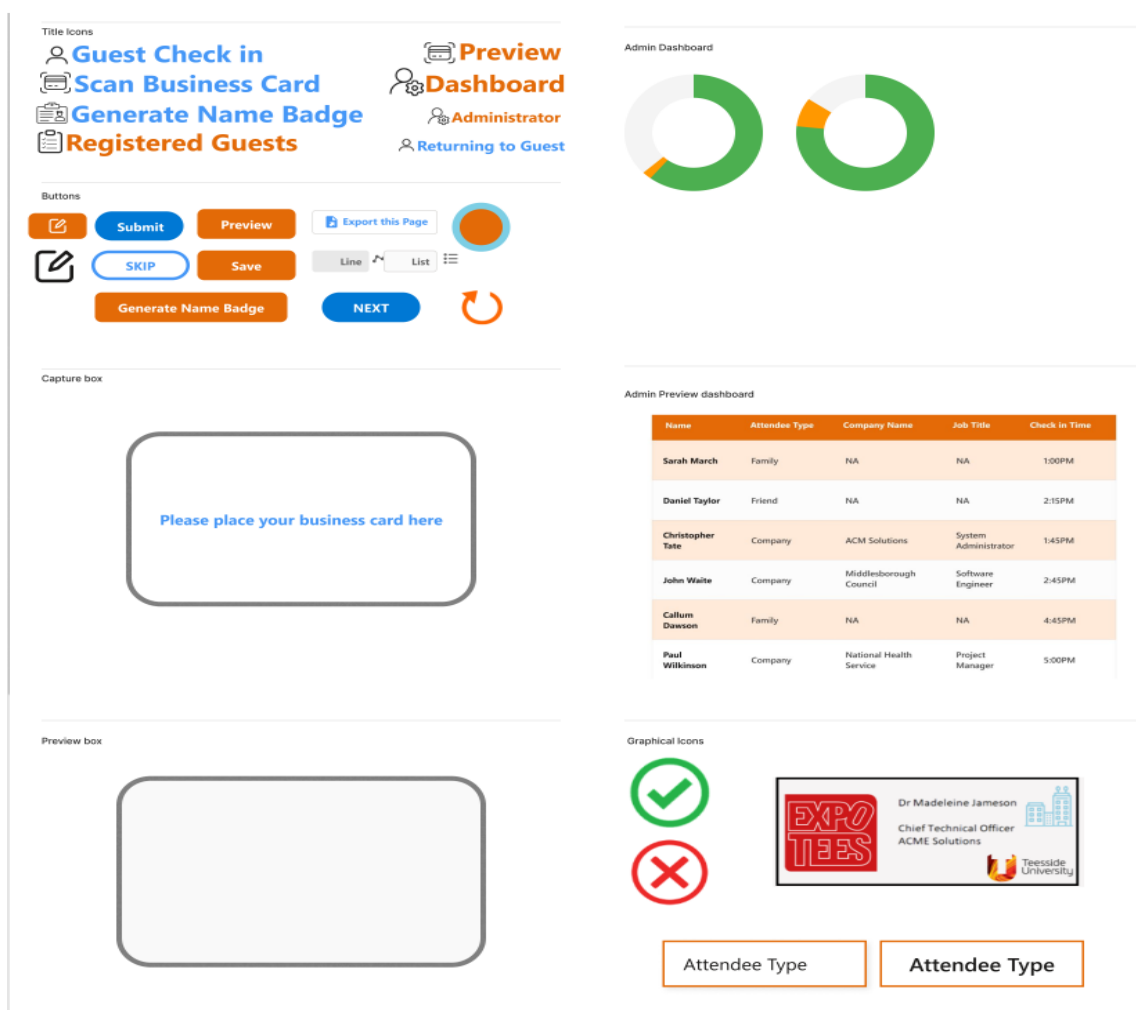 Title Icons
Guest Check in
Scan Business Card
Generate Name Badge
Registered Guests
Preview
Dashboard
Administrator
Returning to Guest
Buttons
Submit
Preview
Export this Page
SKIP
Save
Line
List
Generate Name Badge
NEXT
Capture box
Please place your business card here
Preview box
Admin Dashboard
Admin Preview dashboard
Name Attendee Type Company Name Job Title Check in Time
Sarah March Family NA NA 1:00PM
Daniel Taylor Friend NA NA 2:15PM
Christopher Tate Company ACM Solutions System Administrator 1:45PM
John Waite Company Middlesborough Council Software Engineer 2:45PM
Callum Dawson Family NA NA 4:45PM
Paul Wilkinson Company National Health Service Project Manager 5:00PM
Graphical Icons
EXPO
TEES
Dr Madeleine Jameson
Chief Technical Officer
ACME Solutions
Teesside
University
Attendee Type
Attendee Type